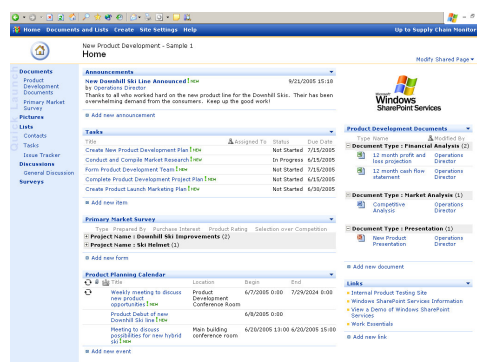 Home Documents and Lists Create Site Settings Help
Up to Supply Chain Monitor
New Product Development - Sample 1
Home
Modify Shared Page
Documents
Product
Development
Documents
Primary Market
Survey
Pictures
Lists
Contacts
Tasks
Issue Tracker
Discussions
General Discussion
Surveys
Announcements
New Downhill Ski Line Announced ! NEW 9/21/2005 15:18
by Operations Director
Thanks to all who worked hard on the new product line for the Downhill Skis. Their has been
overwhelming demand from the consumers. Keep up the good work!
Add new announcement
Tasks
Title Assigned To Status Due Date
Create New Product Development Plan ! NEW Not Started 7/15/2005
Conduct and Compile Market Research ! NEW In Progress 6/15/2005
Form Product Development Team ! NEW Not Started 7/15/2005
Complete Product Development Project Plan ! NEW Not Started 6/15/2005
Create Product Launch Marketing Plan ! NEW Not Started 6/30/2005
Add new item
Primary Market Survey
Type Prepared By Purchase Interest Product Rating Selection over Competition
Project Name : Downhill Ski Improvements (2)
Project Name : Ski Helmet (1)
Add new form
Product Planning Calendar
Title Location Begin End
Weekly meeting to discuss Product 6/7/2005 0:00 7/29/2024 0:00
new product Development
opportunities ! NEW Conference Room
Product Debut of new 6/8/2005 0:00
Downhill Ski line ! NEW
Meeting to discuss Main building 6/20/2005 13:00 6/20/2005 15:00
possibilities for new hybrid conference room
ski ! NEW
Add new event
Microsoft
Windows
SharePoint Services
Product Development Documents
Type Name Modified By
Document Type : Financial Analysis (2)
12 month profit and Operations
loss projection Director
12 month cash flow Operations
statement Director
Document Type : Market Analysis (1)
Competitive Operations
Analysis Director
Document Type : Presentation (1)
New Product Operations
Presentation Director
Add new document
Links
Internal Product Testing Site
Windows SharePoint Services Information
View a Demo of Windows SharePoint
Services
Work Essentials
Add new link